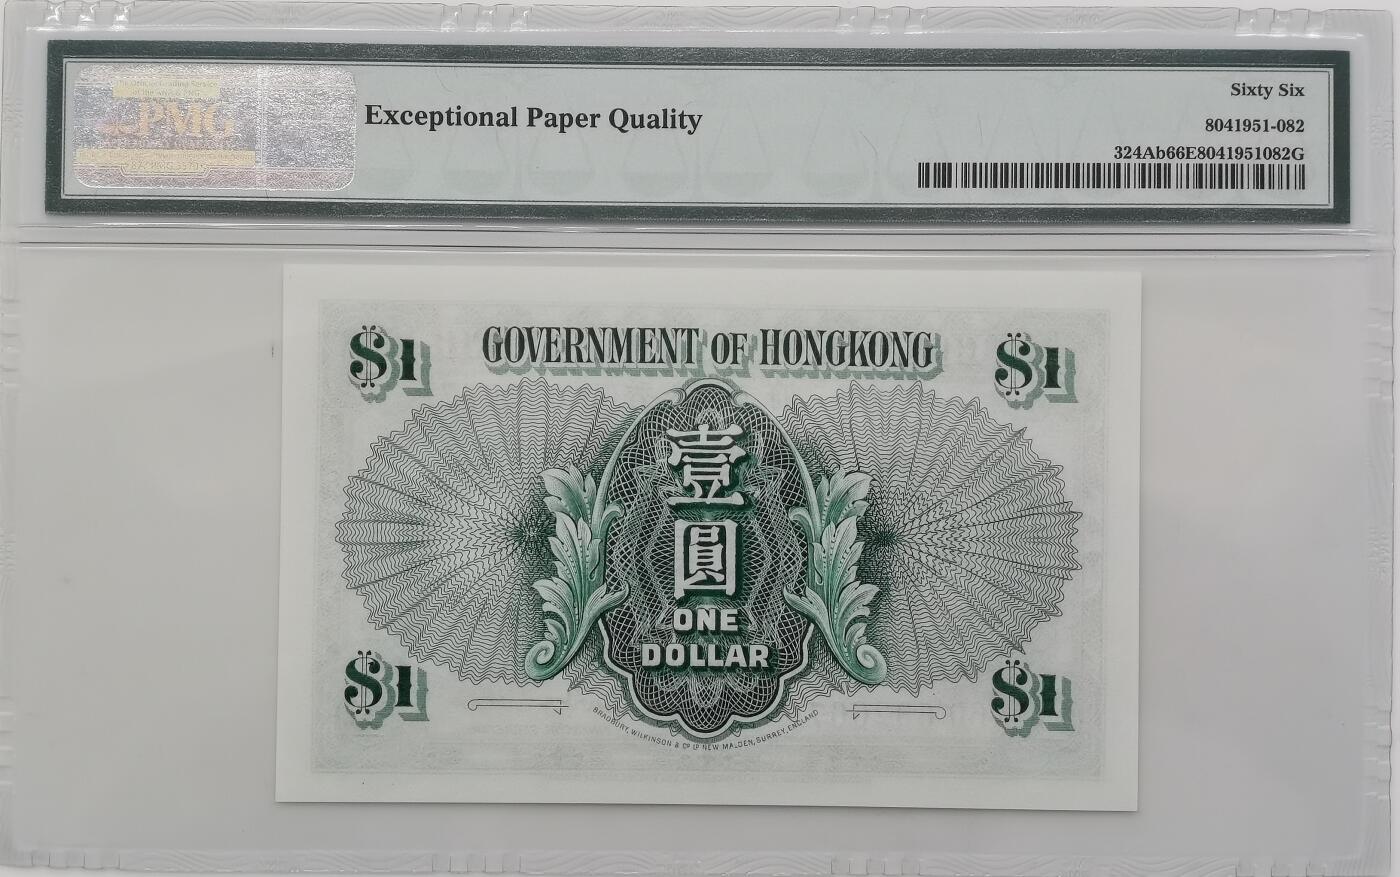 PMG
Exceptional Paper Quality
Sixty Six
8041951-082
324Ab66E8041951082G
$1
GOVERNMENT OF HONGKONG
$1
壹
圓
ONE
DOLLAR
$1
$1
BRADBURY, WILKINSON & Cº Lᴰ NEW MALDEN, SURREY, ENGLAND